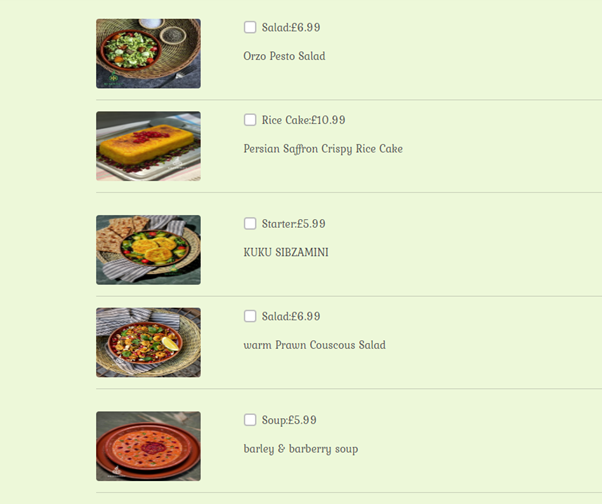 Salad:£6.99
Orzo Pesto Salad
Rice Cake:£10.99
Persian Saffron Crispy Rice Cake
Starter:£5.99
KUKU SIBZAMINI
Salad:£6.99
warm Prawn Couscous Salad
Soup:£5.99
barley & barberry soup